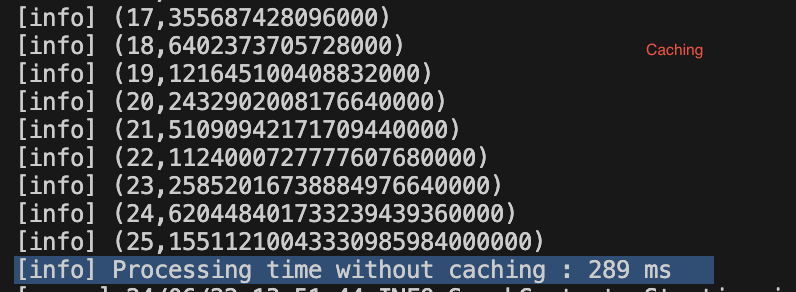 [info] (17,355687428096000)
[info] (18,6402373705728000)
Caching
[info] (19,121645100408832000)
[info] (20,2432902008176640000)
[info] (21,51090942171709440000)
[info] (22,1124000727777607680000)
[info] (23,25852016738884976640000)
[info] (24,620448401733239439360000)
[info] (25,15511210043330985984000000)
[info] Processing time without caching : 289 ms